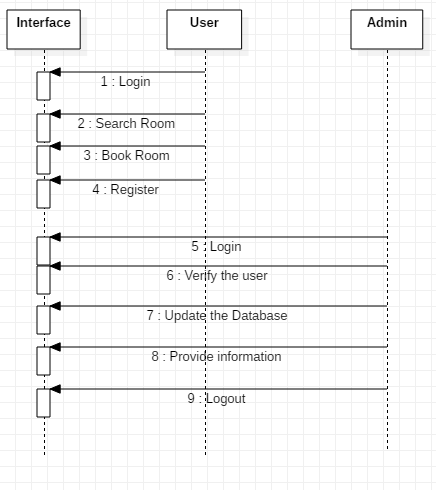 Interface
User
Admin
1 : Login
2 : Search Room
3 : Book Room
4 : Register
5 : Login
6 : Verify the user
7 : Update the Database
8 : Provide information
9 : Logout